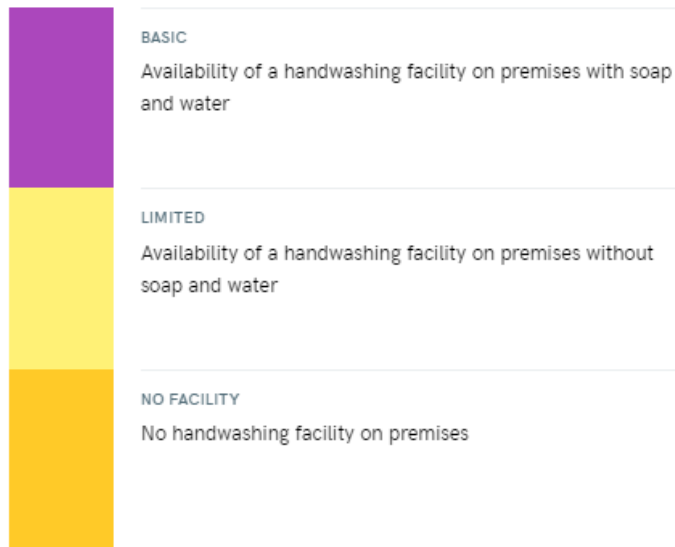 BASIC
Availability of a handwashing facility on premises with soap
and water
LIMITED
Availability of a handwashing facility on premises without
soap and water
NO FACILITY
No handwashing facility on premises